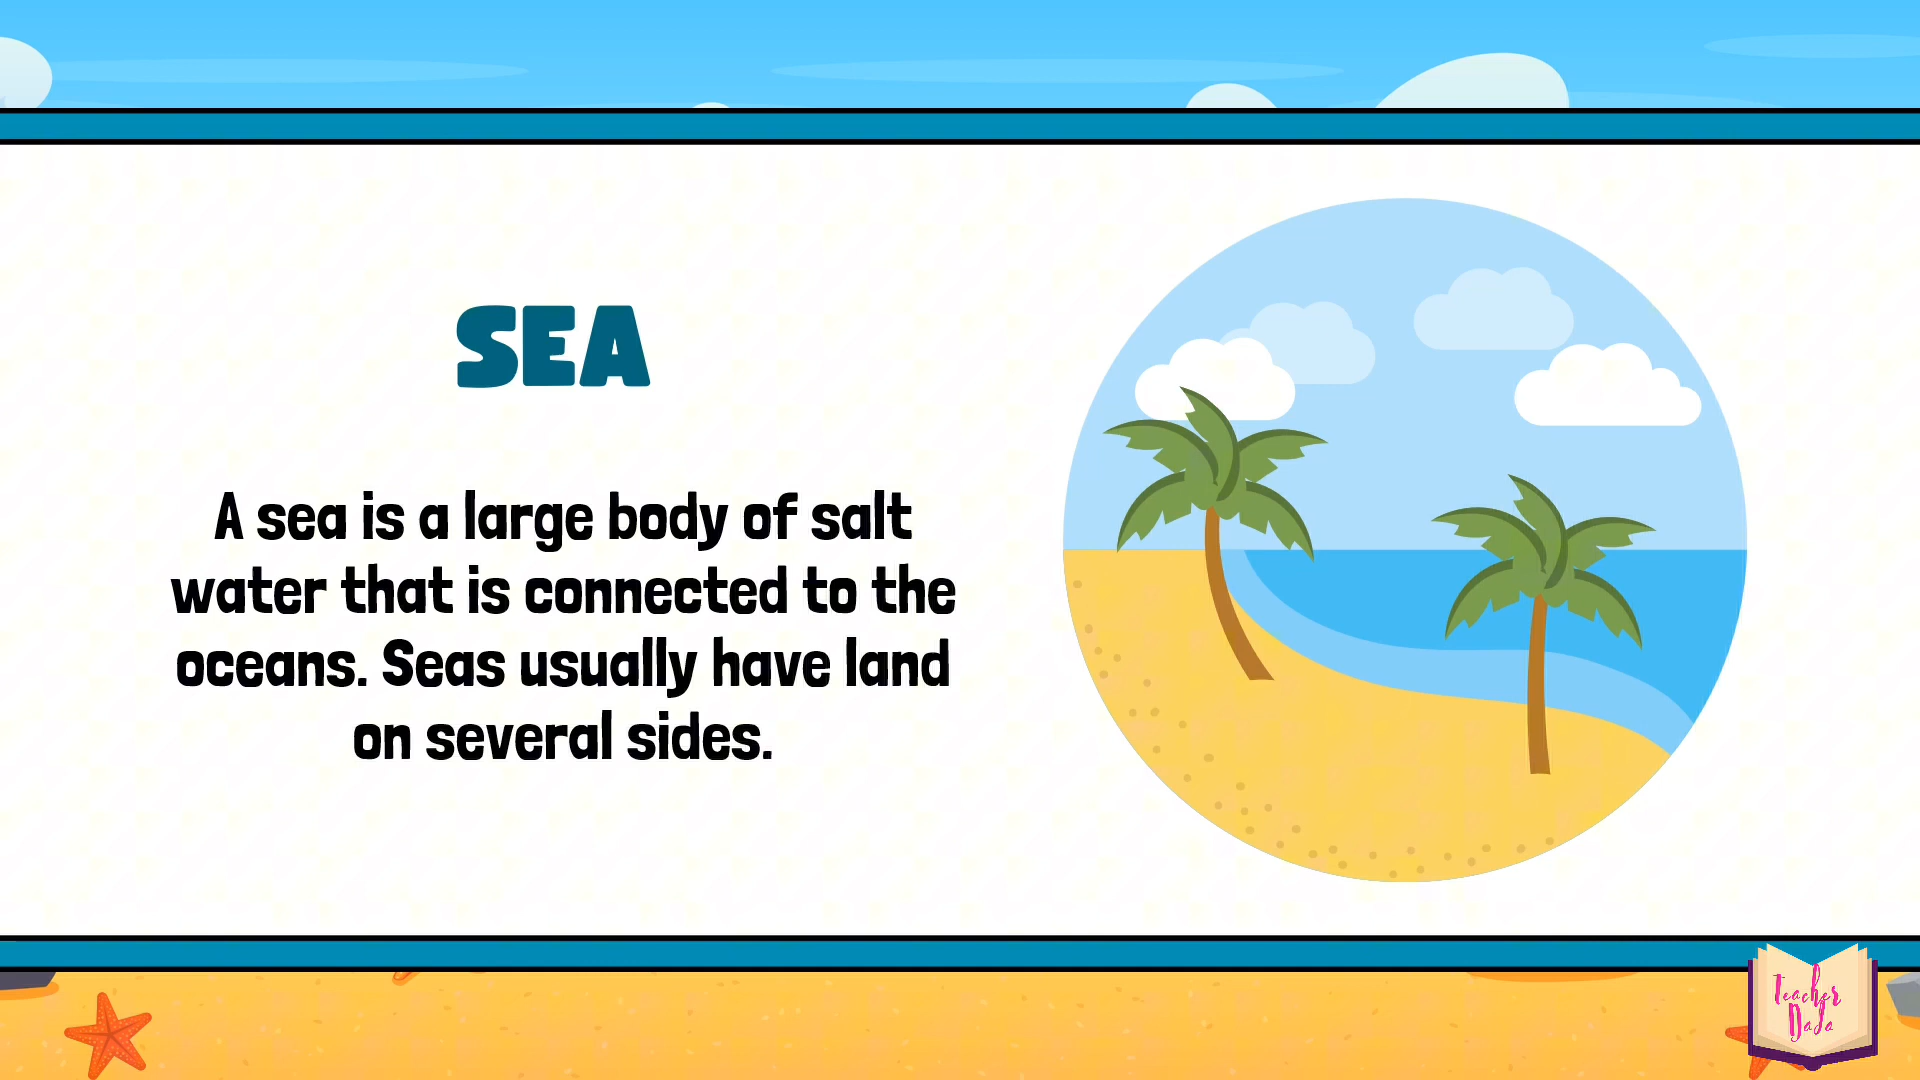 SEA
A sea is a large body of salt
water that is connected to the
oceans. Seas usually have land
on several sides.
Teacher
DaJa